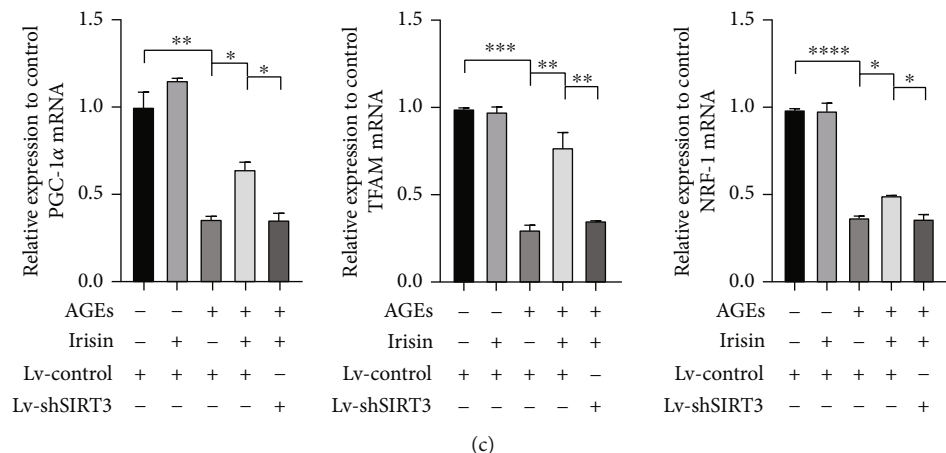 Relative expression to control
PGC-1α mRNA
1.5
1.0
0.5
0.0
**
*
*
AGEs – – + + +
Irisin – + – + +
Lv-control + + + + –
Lv-shSIRT3 – – – – +
Relative expression to control
TFAM mRNA
1.5
1.0
0.5
0.0
***
**
**
– – + + +
– + – + +
+ + + + –
– – – – +
Relative expression to control
NRF-1 mRNA
1.5
1.0
0.5
0.0
****
*
*
– – + + +
– + – + +
+ + + + –
– – – – +
AGEs
Irisin
Lv-control
Lv-shSIRT3
AGEs
Irisin
Lv-control
Lv-shSIRT3
(c)